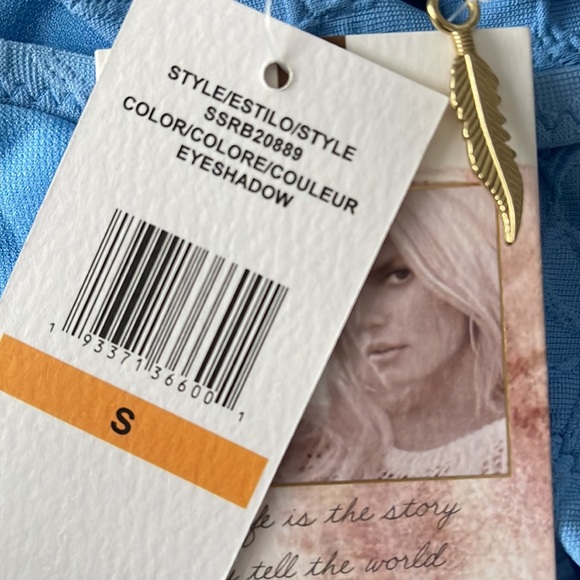 STYLE/ESTILO/STYLE
SSRB20889
COLOR/COLORE/COULEUR
EYESHADOW
1 93371 36600 1
S
is the story
tell the world